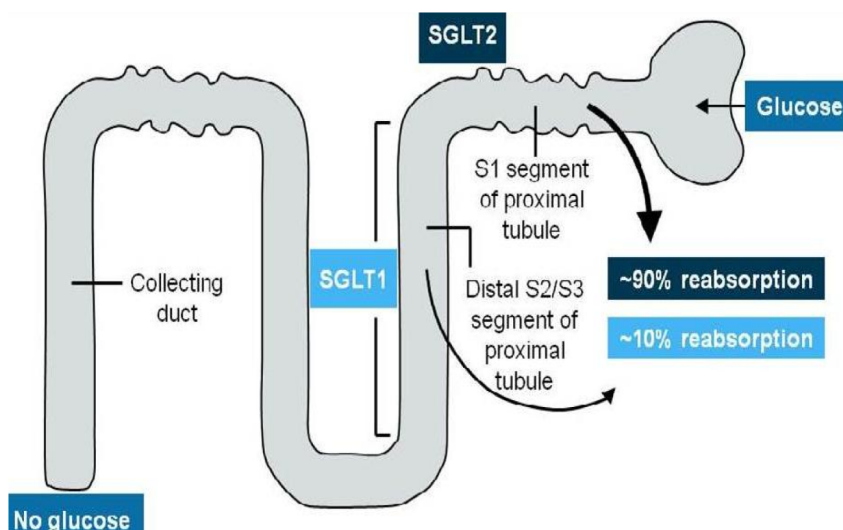 SGLT2
Glucose
S1 segment
of proximal
tubule
SGLT1
Collecting
duct
Distal S2/S3
segment of
proximal
tubule
~90% reabsorption
~10% reabsorption
No glucose